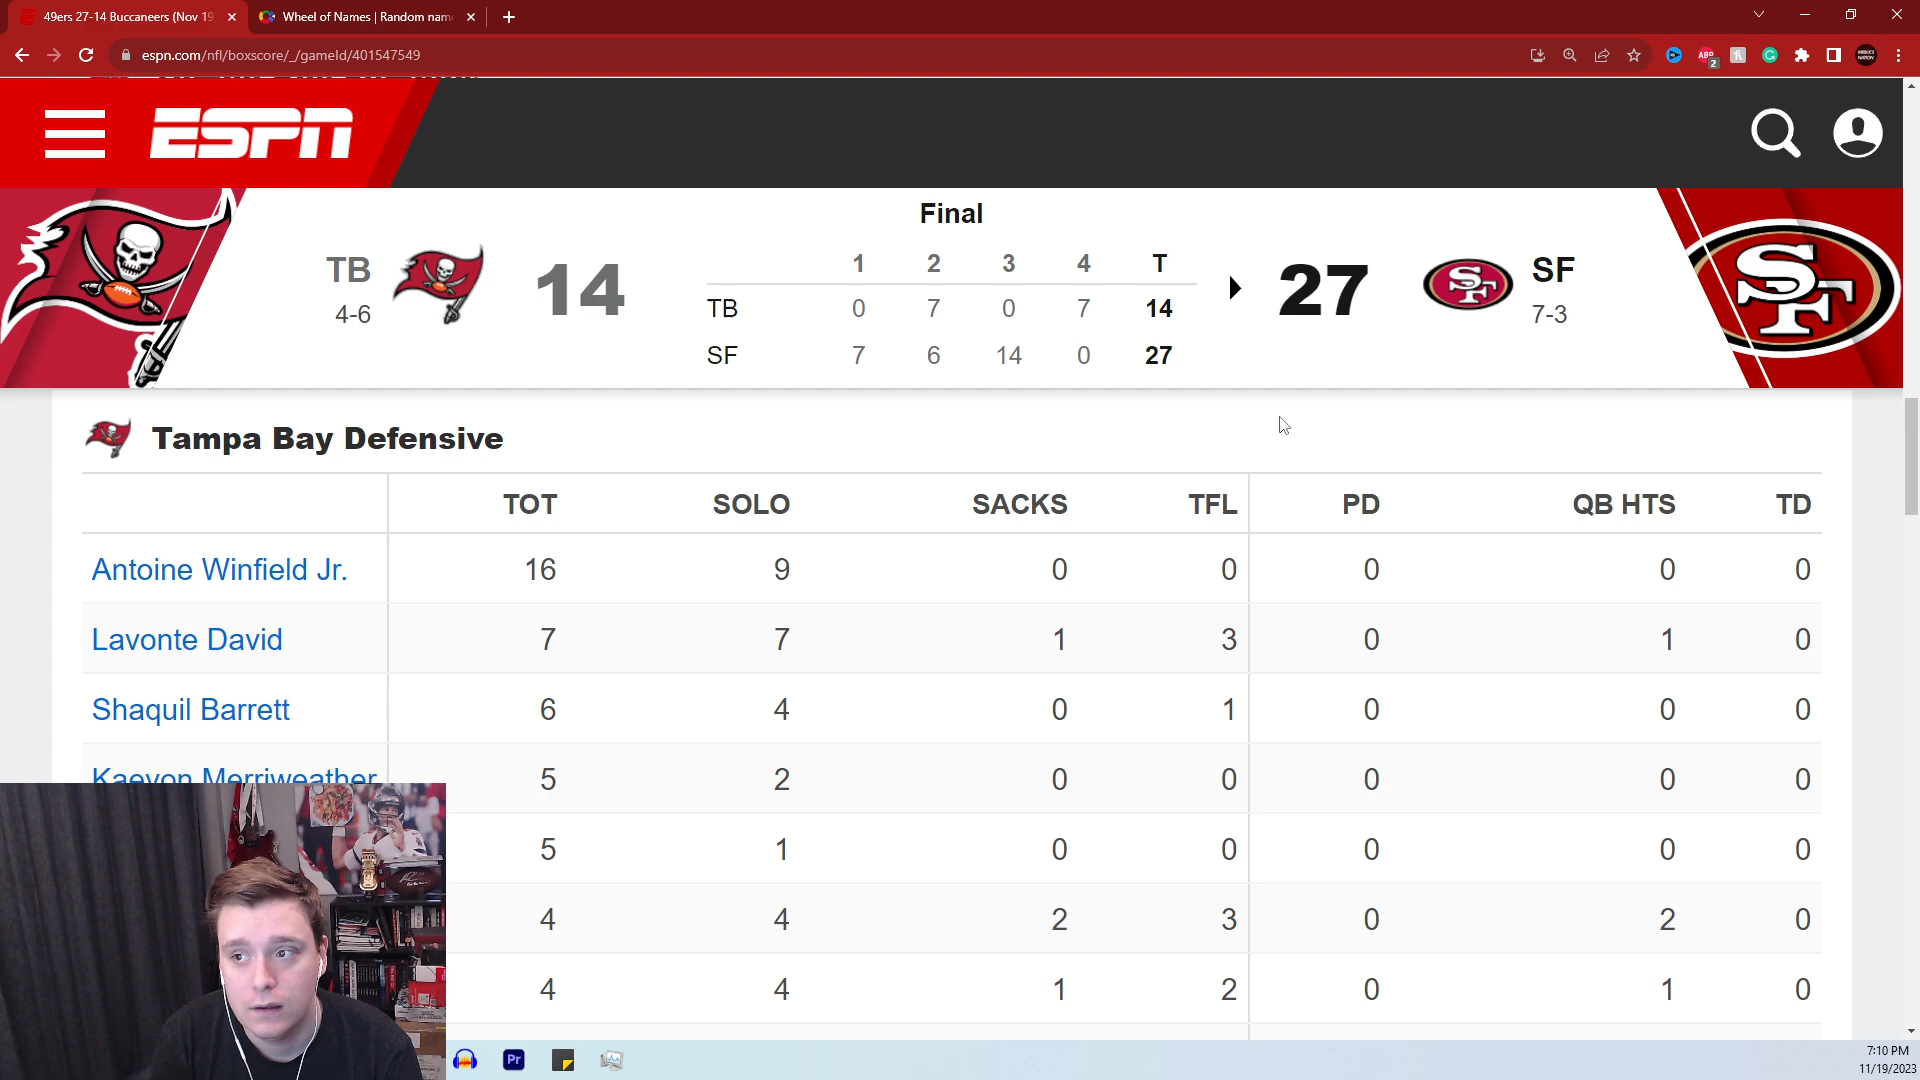 49ers 27-14 Buccaneers (Nov 19
Wheel of Names | Random nam
espn.com/nfl/boxscore/_/gameId/401547549
ABP
2
ESPN
Final
TB
4-6
14
1 2 3 4 T
TB 0 7 0 7 14
SF 7 6 14 0 27
27
SF
7-3
SF
SF
Tampa Bay Defensive
TOT SOLO SACKS TFL PD QB HTS TD
Antoine Winfield Jr. 16 9 0 0 0 0 0
Lavonte David 7 7 1 3 0 1 0
Shaquil Barrett 6 4 0 1 0 0 0
Kaevon Merriweather 5 2 0 0 0 0 0
5 1 0 0 0 0 0
4 4 2 3 0 2 0
4 4 1 2 0 1 0
Pr
7:10 PM
11/19/2023